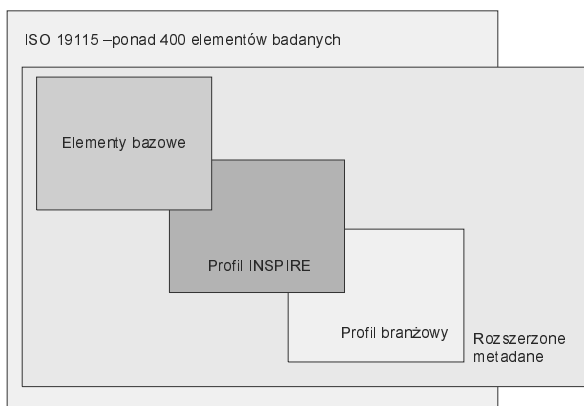 ISO 19115 –ponad 400 elementów badanych
Elementy bazowe
Profil INSPIRE
Profil branżowy
Rozszerzone
metadane